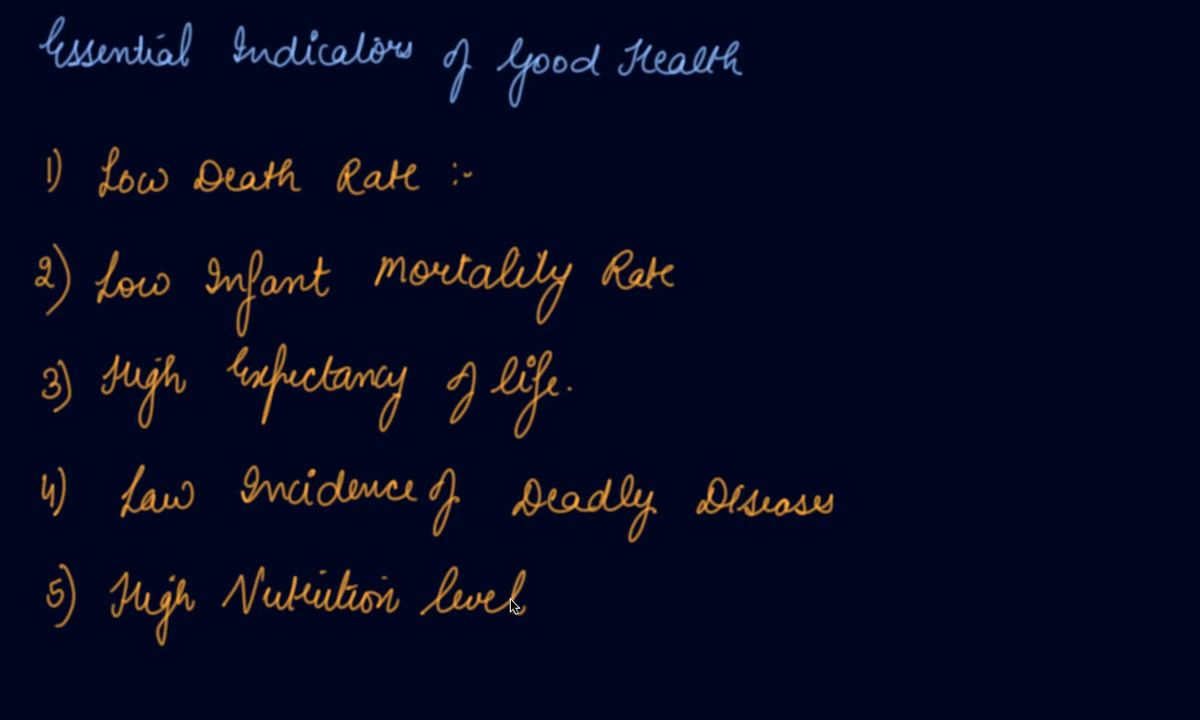 Essential Indicators of Good Health
1) Low Death Rate :-
2) Low Infant Mortality Rate
3) High Expectancy of life.
4) Law Incidence of Deadly Diseases
5) High Nutrition level